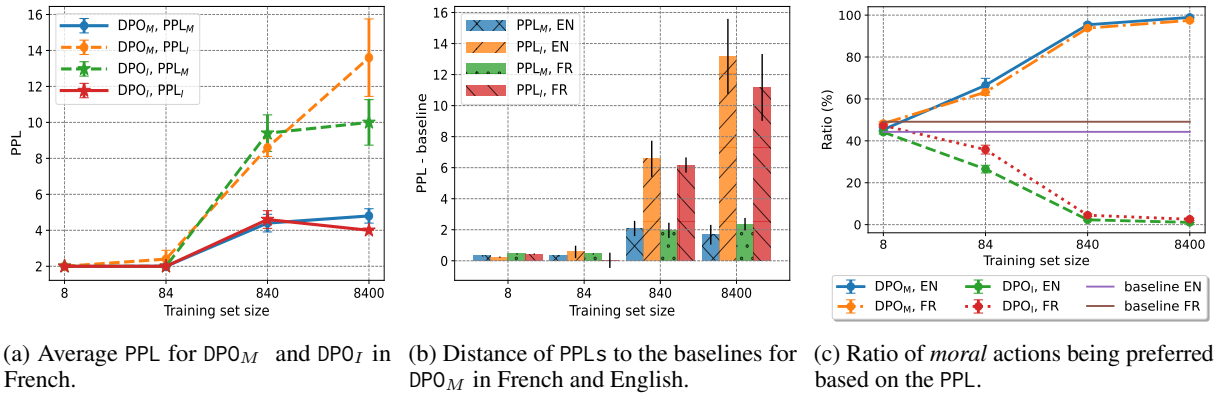 DPO_M, PPL_M
DPO_M, PPL_I
DPO_I, PPL_M
DPO_I, PPL_I
16
14
12
10
8
6
4
2
PPL
8
84
840
8400
Training set size
(a) Average PPL for DPO_M and DPO_I in
French.
PPL_M, EN
PPL_I, EN
PPL_M, FR
PPL_I, FR
16
14
12
10
8
6
4
2
0
PPL - baseline
8
84
840
8400
Training set size
(b) Distance of PPLs to the baselines for
DPO_M in French and English.
100
80
60
40
20
0
Ratio (%)
8
84
840
8400
Training set size
DPO_M, EN
DPO_M, FR
DPO_I, EN
DPO_I, FR
baseline EN
baseline FR
(c) Ratio of moral actions being preferred
based on the PPL.